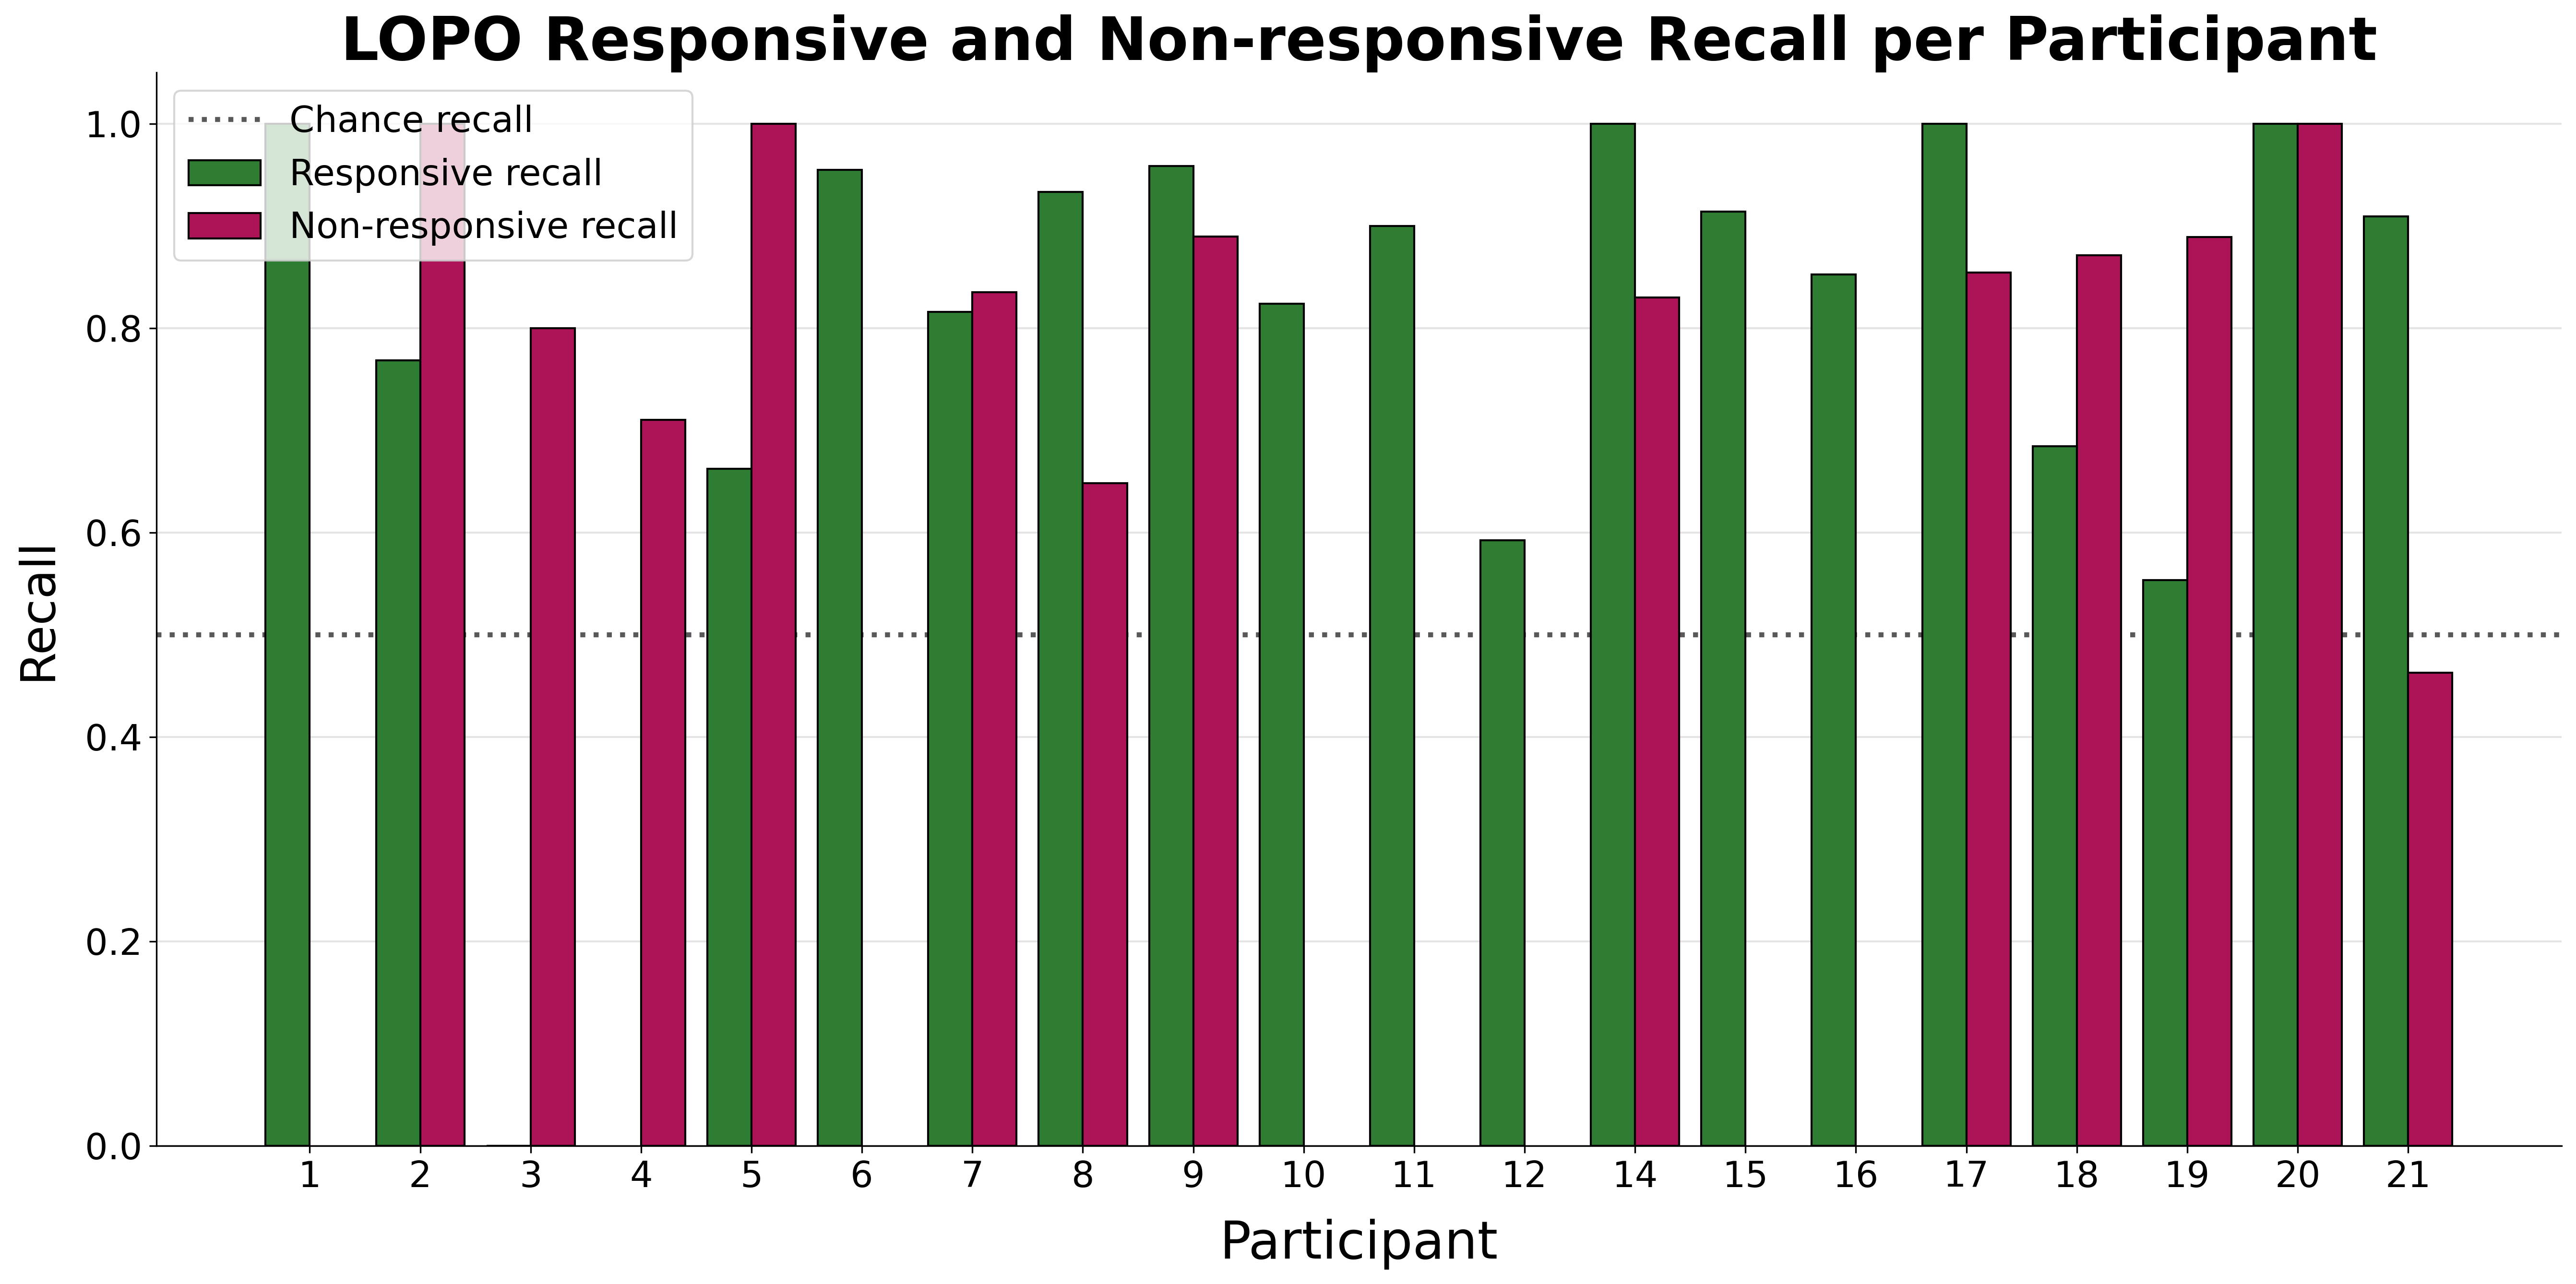 LOPO Responsive and Non-responsive Recall per Participant
Chance recall
Responsive recall
Non-responsive recall
1.0
0.8
0.6
0.4
0.2
0.0
Recall
1 2 3 4 5 6 7 8 9 10 11 12 14 15 16 17 18 19 20 21
Participant